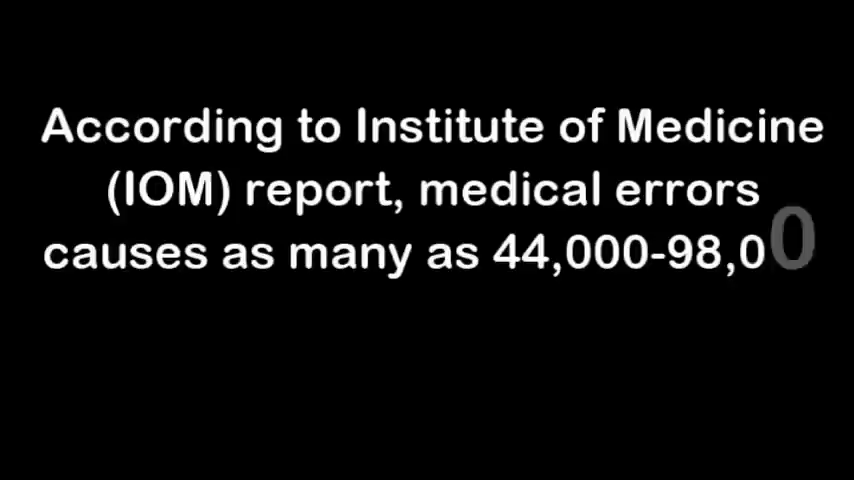 According to Institute of Medicine
(IOM) report, medical errors
causes as many as 44,000-98,00